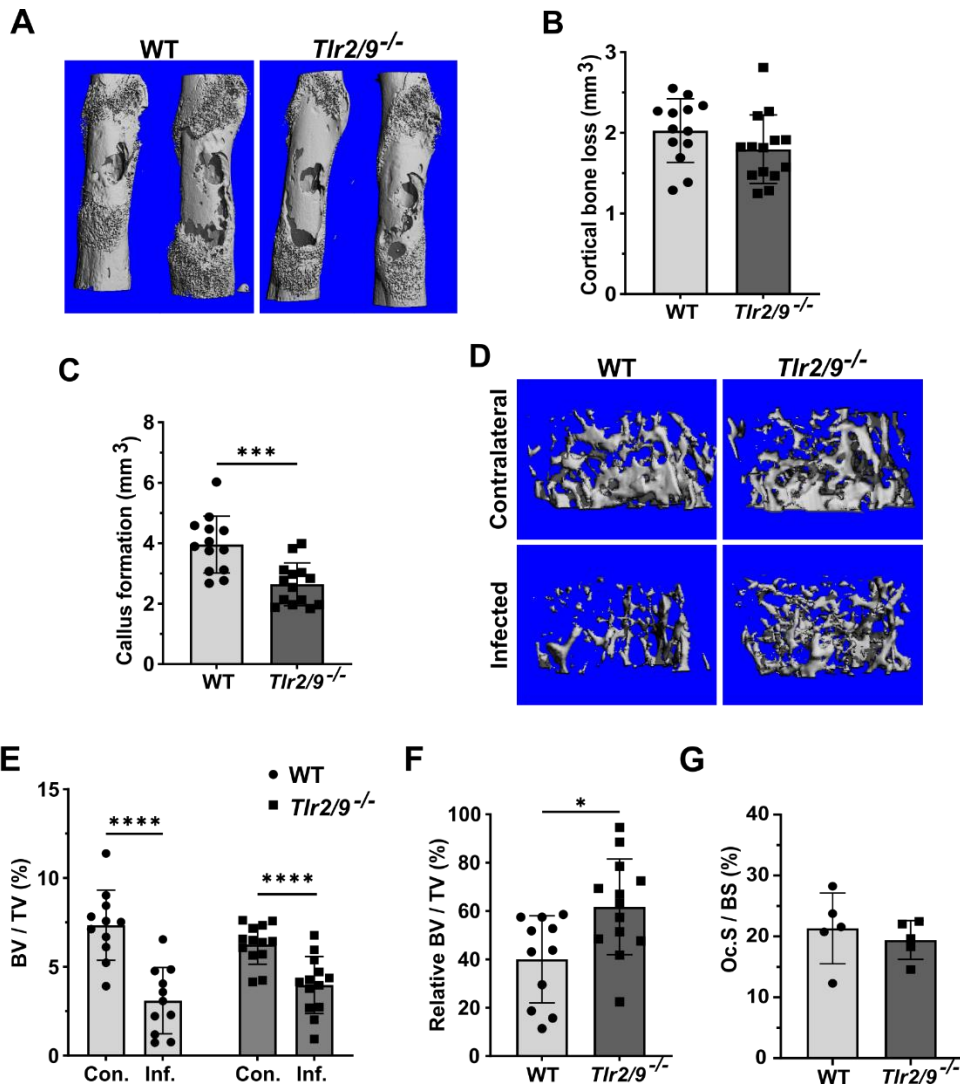 A
WT
Tlr2/9-/-
B
Cortical bone loss (mm3)
3
2
1
0
WT
Tlr2/9-/-
C
Callus formation (mm3)
8
6
4
2
0
***
WT
Tlr2/9-/-
D
WT
Tlr2/9-/-
Contralateral
Infected
E
WT
Tlr2/9-/-
BV / TV (%)
15
10
5
0
****
****
Con.
Inf.
Con.
Inf.
F
Relative BV / TV (%)
100
80
60
40
20
0
*
WT
Tlr2/9-/-
G
Oc.S / BS (%)
40
30
20
10
0
WT
Tlr2/9-/-